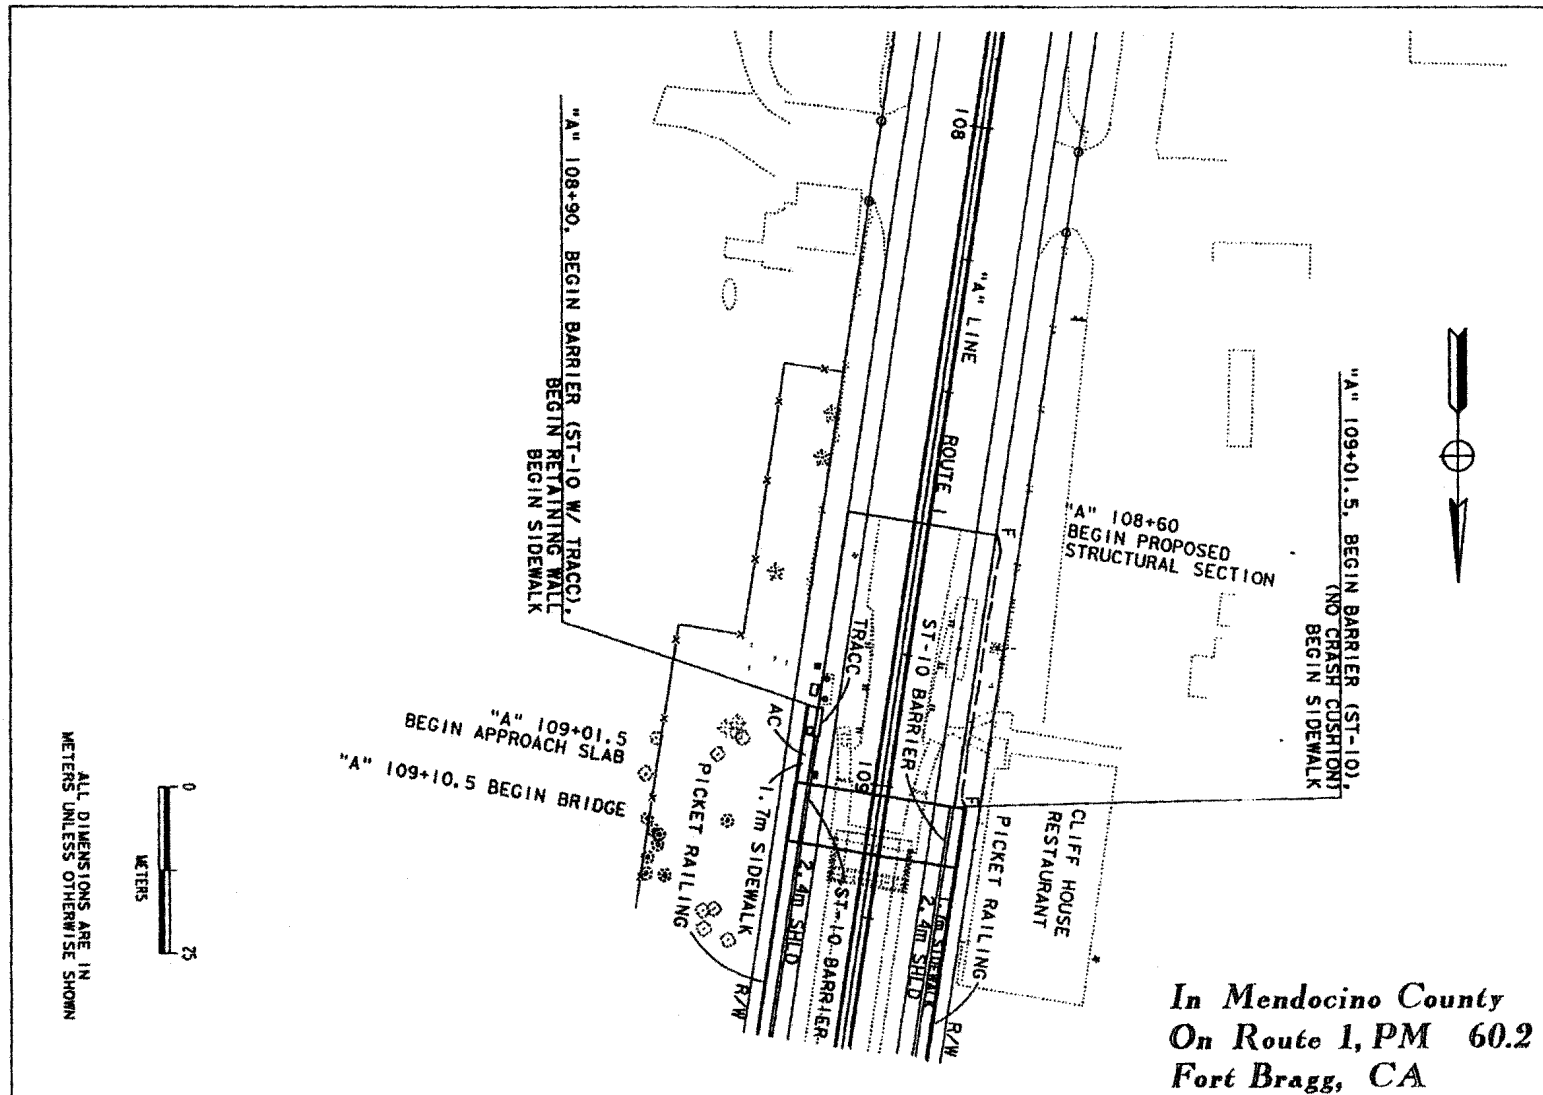 108
"A" LINE
ROUTE 1
"A" 108+90, BEGIN BARRIER (ST-10 W/ TRACC),
BEGIN RETAINING WALL
BEGIN SIDEWALK
"A" 109+01.5, BEGIN BARRIER (ST-10),
(NO CRASH CUSHION)
BEGIN SIDEWALK
"A" 108+60
BEGIN PROPOSED
STRUCTURAL SECTION
F
TRACC
ST-10 BARRIER
AC
"A" 109+01.5
BEGIN APPROACH SLAB
"A" 109+10.5 BEGIN BRIDGE
109
F
PICKET RAILING
1.7m SIDEWALK
2.4m SHLD
ST-10 BARRIER
R/W
1.7m SIDEWALK
2.4m SHLD
PICKET RAILING
R/W
CLIFF HOUSE
RESTAURANT
0
25
METERS
ALL DIMENSIONS ARE IN
METERS UNLESS OTHERWISE SHOWN
In Mendocino County
On Route 1, PM 60.2
Fort Bragg, CA